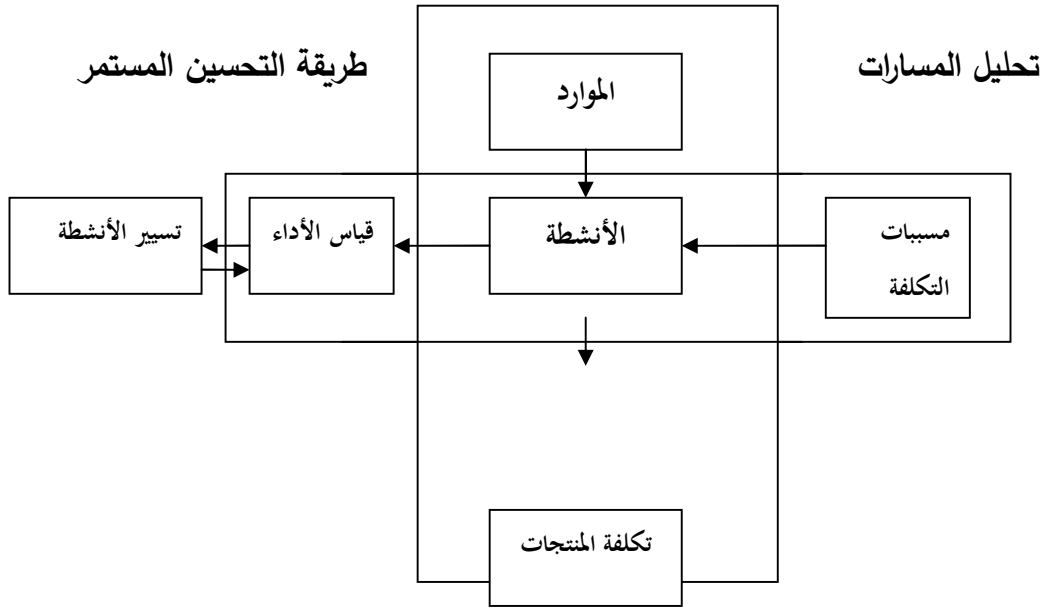 تحليل المسارات
طريقة التحسين المستمر
الموارد
مسببات
التكلفة
الأنشطة
قياس الأداء
تسيير الأنشطة
تكلفة المنتجات